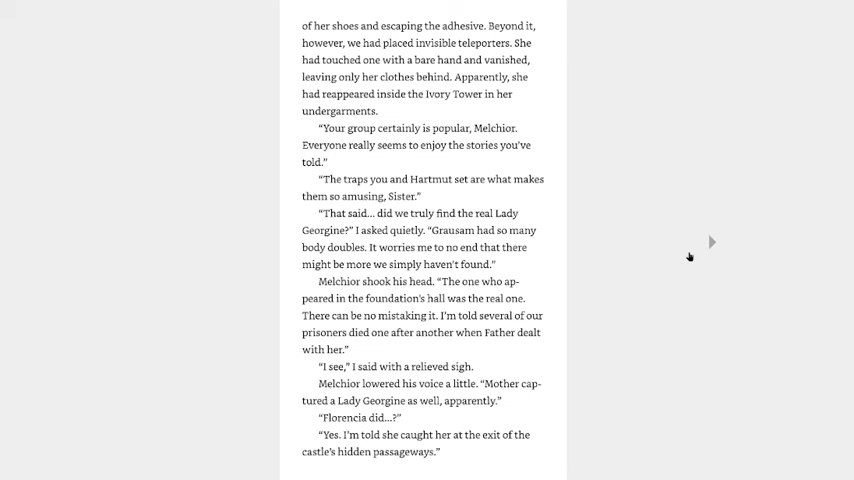 of her shoes and escaping the adhesive. Beyond it,
however, we had placed invisible teleporters. She
had touched one with a bare hand and vanished,
leaving only her clothes behind. Apparently, she
had reappeared inside the Ivory Tower in her
undergarments.
“Your group certainly is popular, Melchior.
Everyone really seems to enjoy the stories you’ve
told.”
“The traps you and Hartmut set are what makes
them so amusing, Sister.”
“That said... did we truly find the real Lady
Georgine?” I asked quietly. “Grausam had so many
body doubles. It worries me to no end that there
might be more we simply haven’t found.”
Melchior shook his head. “The one who ap-
peared in the foundation’s hall was the real one.
There can be no mistaking it. I’m told several of our
prisoners died one after another when Father dealt
with her.”
“I see,” I said with a relieved sigh.
Melchior lowered his voice a little. “Mother cap-
tured a Lady Georgine as well, apparently.”
“Florencia did...?”
“Yes. I’m told she caught her at the exit of the
castle’s hidden passageways.”